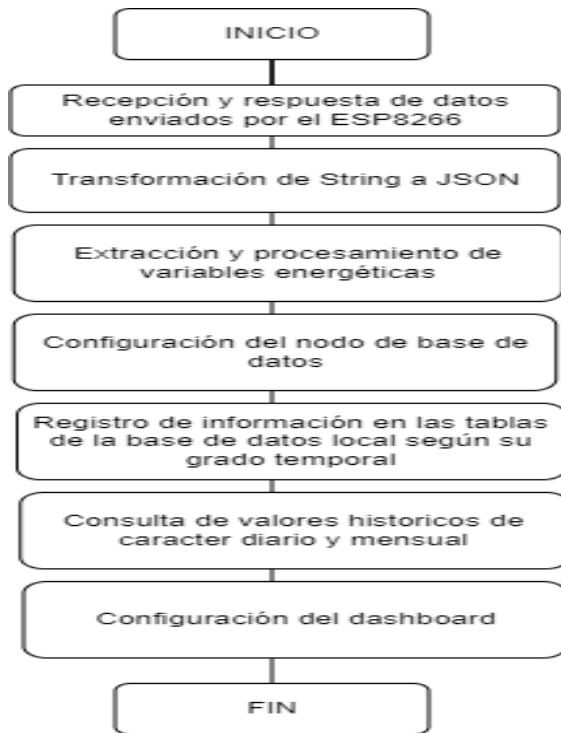 INICIO
Recepción y respuesta de datos
enviados por el ESP8266
Transformación de String a JSON
Extracción y procesamiento de
variables energéticas
Configuración del nodo de base de
datos
Registro de información en las tablas
de la base de datos local según su
grado temporal
Consulta de valores historicos de
caracter diario y mensual
Configuración del dashboard
FIN